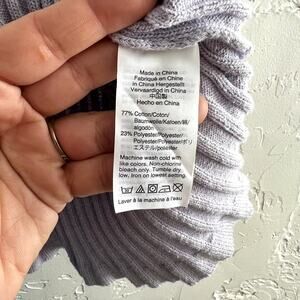 Made in China
Fabriqué en Chine
In China Hergestellt
Vervaardigd in China
中国製
Hecho en China
77% Cotton/Coton/
Baumwolle/Katoen/綿/
algodón
23% Polyester/Polyester/
Polyester/Polyester/ポリ
エステル/poliéster
Machine wash cold with
like colors. Non-chlorine
bleach only. Tumble dry
low. Iron on lowest setting.
Laver à la machine à l'eau